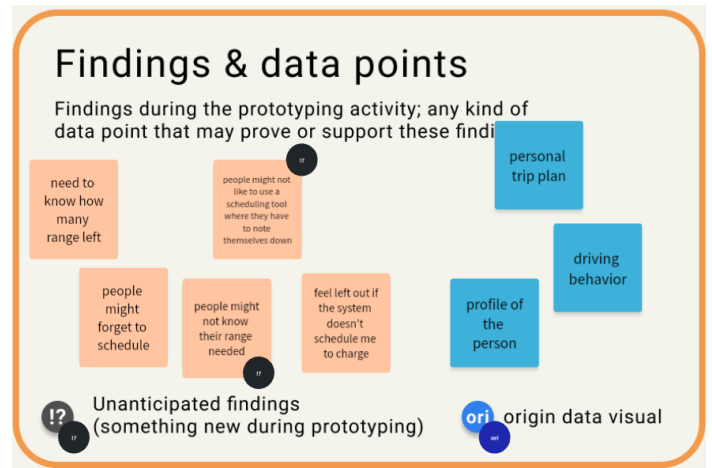 Findings & data points
Findings during the prototyping activity; any kind of
data point that may prove or support these findi
need to
know how
many
range left
!?
people might not
like to use a
scheduling tool
where they have
to note
themselves down
personal
trip plan
driving
behavior
people
might
forget to
schedule
people might
not know
their range
needed
!?
feel left out if
the system
doesn't
schedule me
to charge
profile of
the
person
!?
!?
Unanticipated findings
(something new during prototyping)
ori
ori
origin data visual